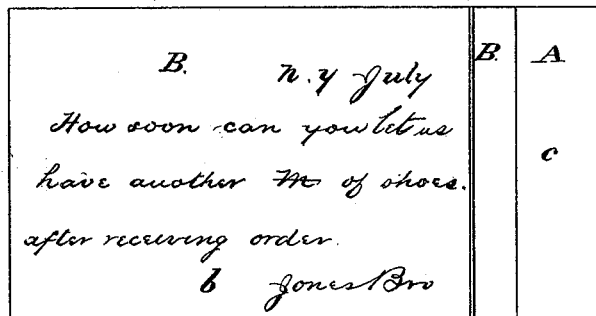 B. N. Y July
How soon can you let us
have another M of shoes.
after receiving order.
b Jones Bro
B. A
c